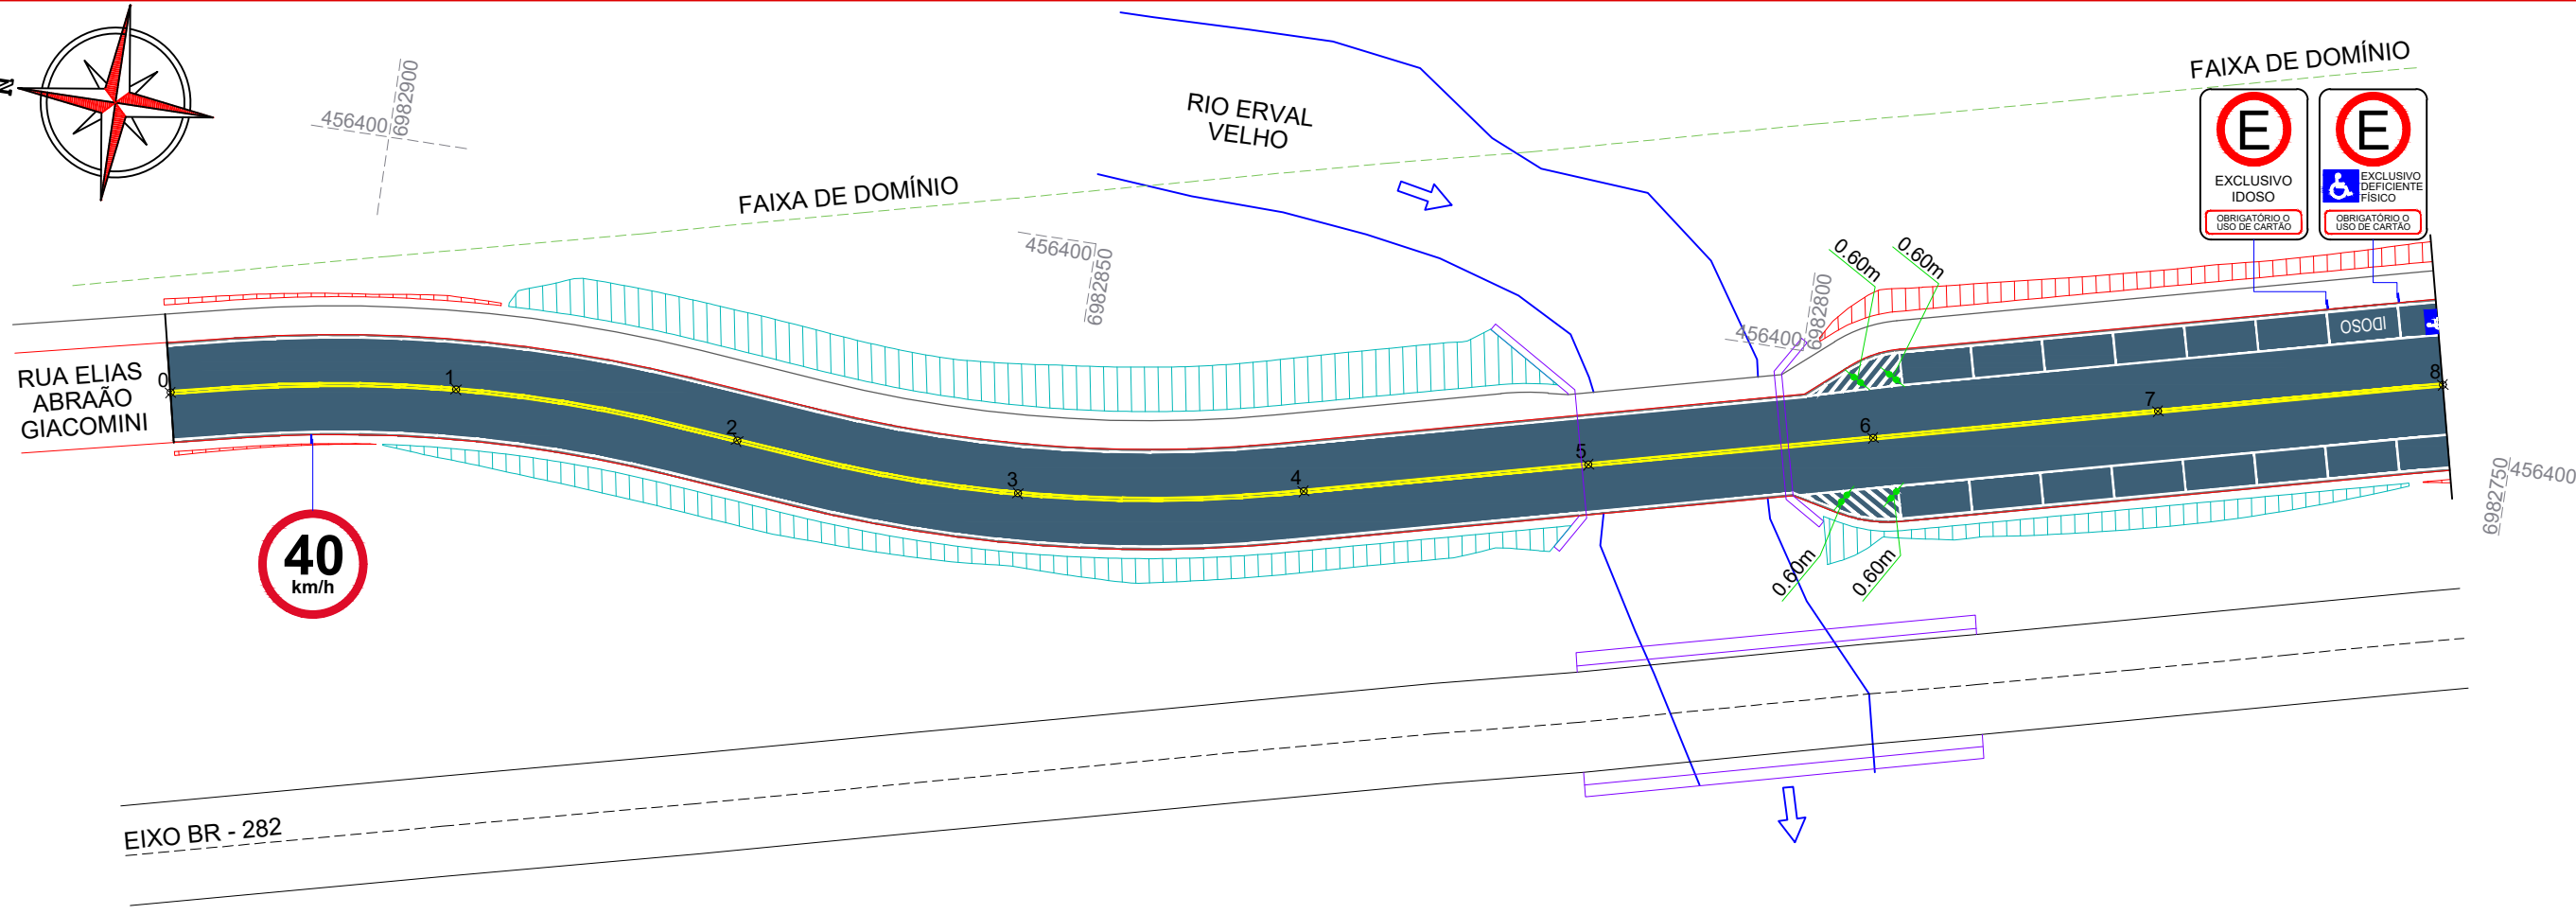 N
456400
6982900
RIO ERVAL
VELHO
FAIXA DE DOMÍNIO
FAIXA DE DOMÍNIO
E
EXCLUSIVO
IDOSO
OBRIGATÓRIO O
USO DE CARTÃO
E
EXCLUSIVO
DEFICIENTE
FÍSICO
OBRIGATÓRIO O
USO DE CARTÃO
456400
6982850
0.60m
0.60m
456400
6982800
IDOSO
RUA ELIAS
ABRAÃO
GIACOMINI
0
1
2
3
4
5
6
7
8
456400
6982750
40
km/h
0.60m
0.60m
EIXO BR - 282